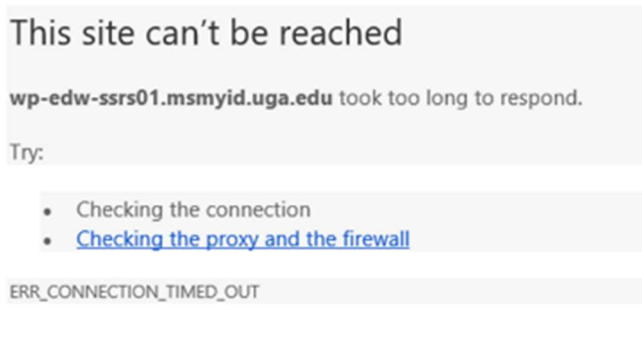 This site can’t be reached
wp-edw-ssrs01.msmyid.uga.edu took too long to respond.
Try:
• Checking the connection
• Checking the proxy and the firewall
ERR_CONNECTION_TIMED_OUT